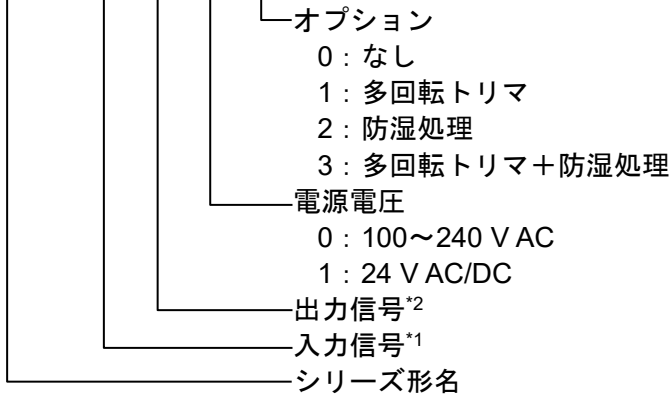 オプション
0：なし
1：多回転トリマ
2：防湿処理
3：多回転トリマ＋防湿処理
電源電圧
0：100～240 V AC
1：24 V AC/DC
出力信号*2
入力信号*1
シリーズ形名